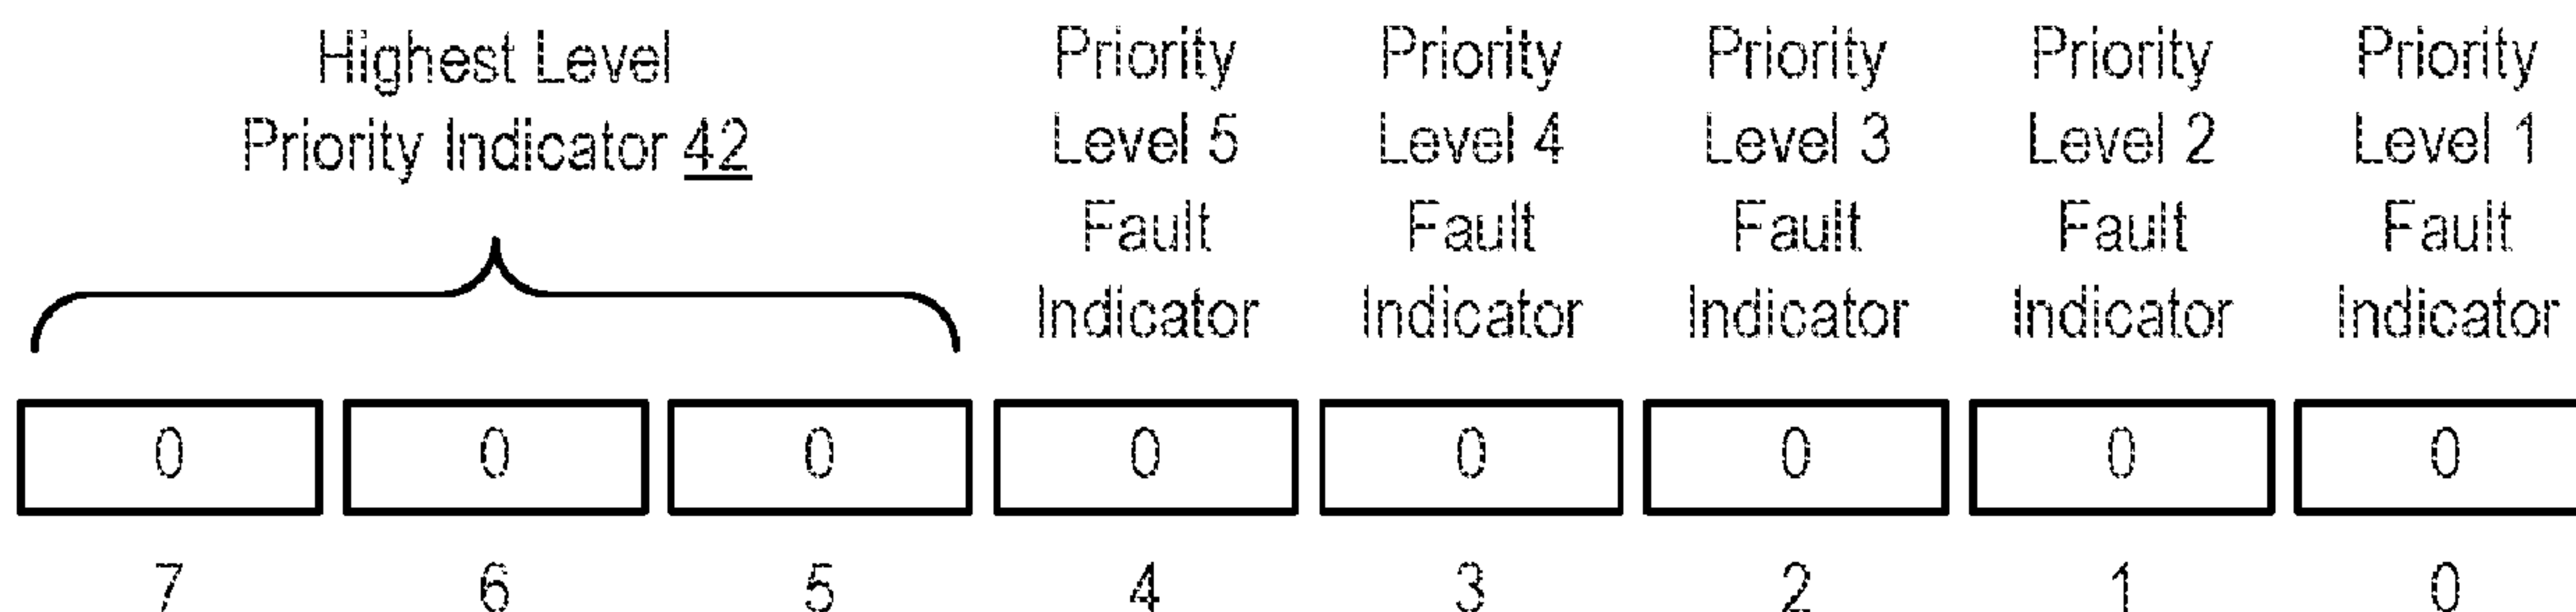 Highest Level
Priority Indicator 42
Priority
Level 5
Fault
Indicator
Priority
Level 4
Fault
Indicator
Priority
Level 3
Fault
Indicator
Priority
Level 2
Fault
Indicator
Priority
Level 1
Fault
Indicator
0 0 0 0 0 0 0 0
7 6 5 4 3 2 1 0